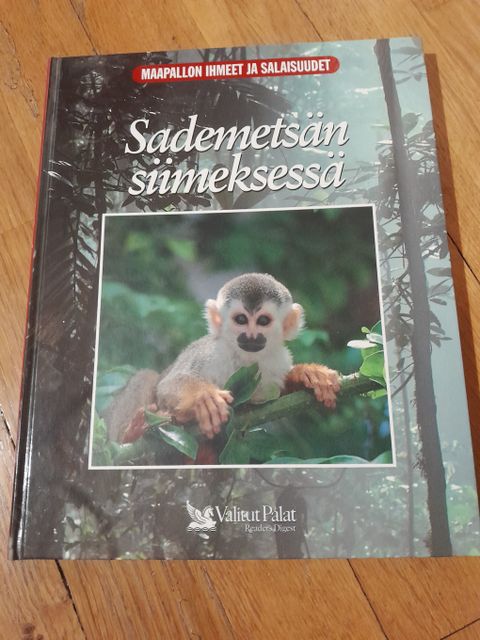 MAAPALLON IHMEET JA SALAISUUDET
Sademetsän
siimeksessä
Valitut Palat
Reader's Digest